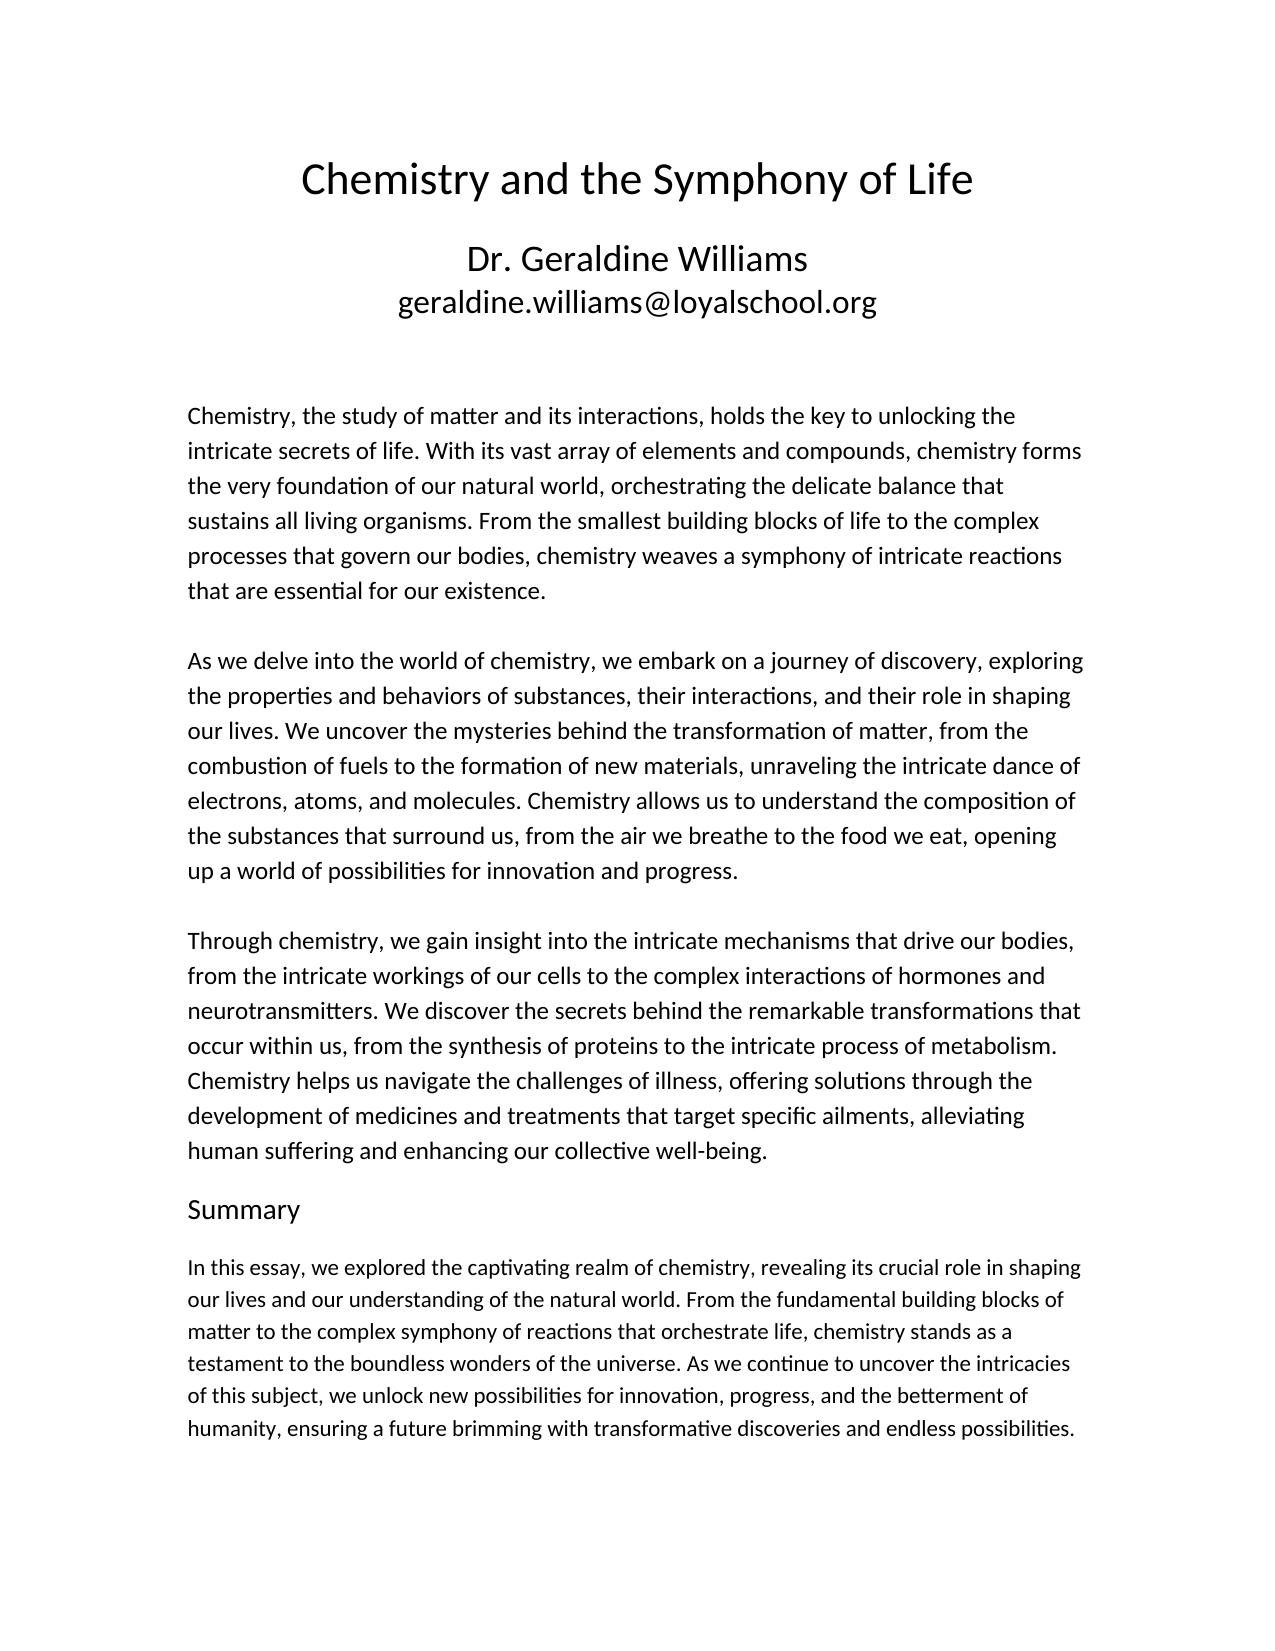 Chemistry and the Symphony of Life
Dr. Geraldine Williams
geraldine.williams@loyalschool.org
Chemistry, the study of matter and its interactions, holds the key to unlocking the
intricate secrets of life. With its vast array of elements and compounds, chemistry forms
the very foundation of our natural world, orchestrating the delicate balance that
sustains all living organisms. From the smallest building blocks of life to the complex
processes that govern our bodies, chemistry weaves a symphony of intricate reactions
that are essential for our existence.
As we delve into the world of chemistry, we embark on a journey of discovery, exploring
the properties and behaviors of substances, their interactions, and their role in shaping
our lives. We uncover the mysteries behind the transformation of matter, from the
combustion of fuels to the formation of new materials, unraveling the intricate dance of
electrons, atoms, and molecules. Chemistry allows us to understand the composition of
the substances that surround us, from the air we breathe to the food we eat, opening
up a world of possibilities for innovation and progress.
Through chemistry, we gain insight into the intricate mechanisms that drive our bodies,
from the intricate workings of our cells to the complex interactions of hormones and
neurotransmitters. We discover the secrets behind the remarkable transformations that
occur within us, from the synthesis of proteins to the intricate process of metabolism.
Chemistry helps us navigate the challenges of illness, offering solutions through the
development of medicines and treatments that target specific ailments, alleviating
human suffering and enhancing our collective well-being.
Summary
In this essay, we explored the captivating realm of chemistry, revealing its crucial role in shaping
our lives and our understanding of the natural world. From the fundamental building blocks of
matter to the complex symphony of reactions that orchestrate life, chemistry stands as a
testament to the boundless wonders of the universe. As we continue to uncover the intricacies
of this subject, we unlock new possibilities for innovation, progress, and the betterment of
humanity, ensuring a future brimming with transformative discoveries and endless possibilities.